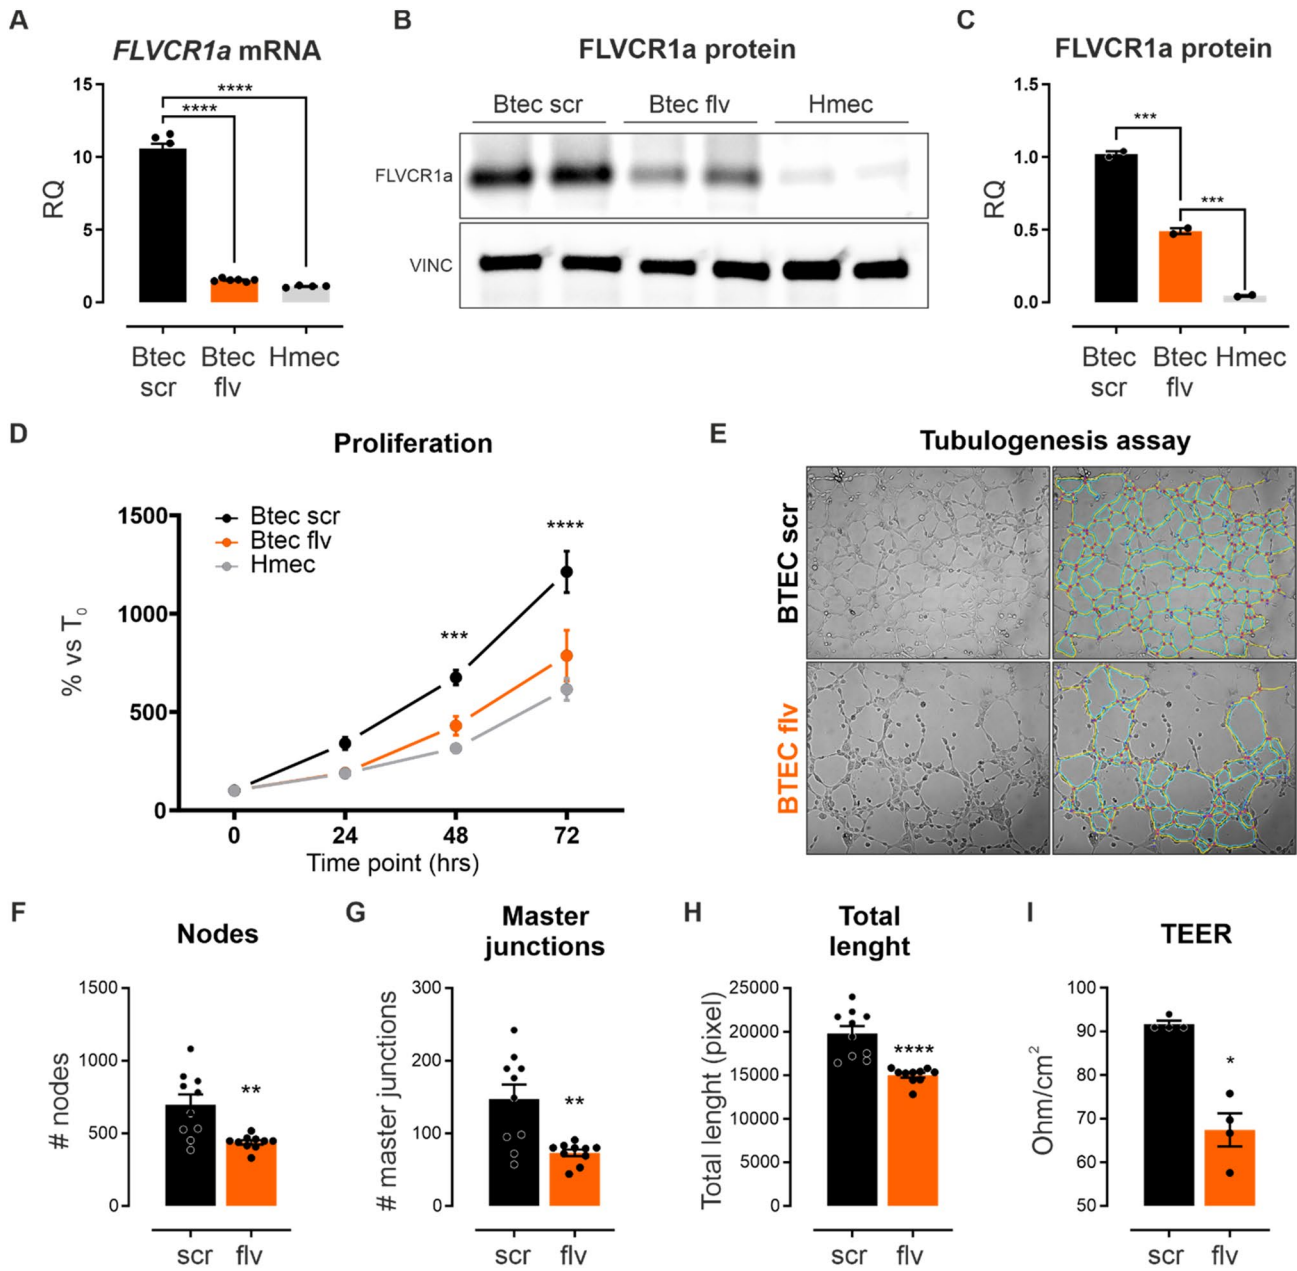 A
FLVCR1a mRNA
15
10
5
0
RQ
****
****
Btec
scr
Btec
flv
Hmec
B
FLVCR1a protein
Btec scr
Btec flv
Hmec
FLVCR1a
VINC
C
FLVCR1a protein
1.5
1.0
0.5
0.0
RQ
***
***
Btec
scr
Btec
flv
Hmec
D
Proliferation
1500
1000
500
0
% vs T0
Btec scr
Btec flv
Hmec
***
****
0 24 48 72
Time point (hrs)
E
Tubulogenesis assay
BTEC scr
BTEC flv
F
Nodes
1500
1000
500
0
# nodes
**
scr flv
G
Master
junctions
300
200
100
0
# master junctions
**
scr flv
H
Total
lenght
25000
20000
15000
10000
5000
0
Total lenght (pixel)
****
scr flv
I
TEER
100
90
80
70
60
50
Ohm/cm2
*
scr flv